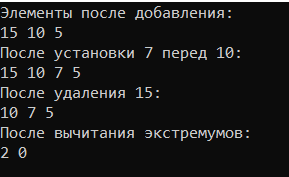 Элементы после добавления:
15 10 5
После установки 7 перед 10:
15 10 7 5
После удаления 15:
10 7 5
После вычитания экстремумов:
2 0